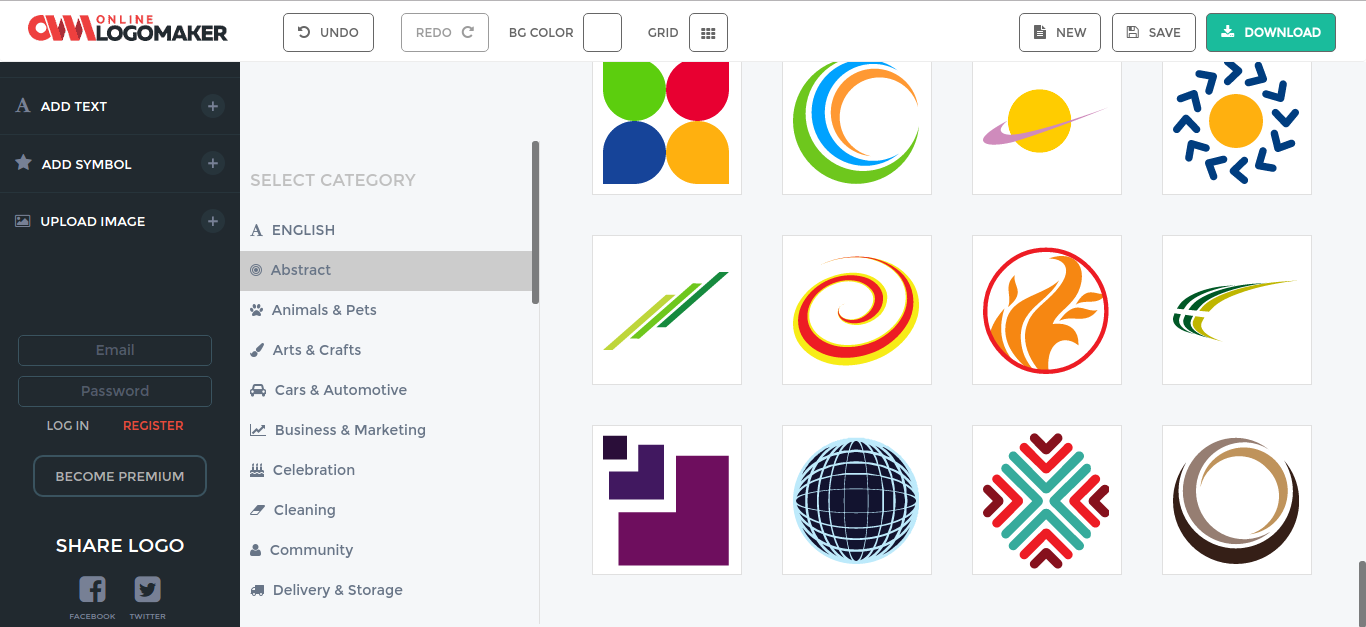 ONLINE
LOGOMAKER
UNDO
REDO
BG COLOR
GRID
NEW
SAVE
DOWNLOAD
A ADD TEXT +
ADD SYMBOL +
UPLOAD IMAGE +
Email
Password
LOG IN REGISTER
BECOME PREMIUM
SHARE LOGO
FACEBOOK TWITTER
SELECT CATEGORY
A ENGLISH
Abstract
Animals & Pets
Arts & Crafts
Cars & Automotive
Business & Marketing
Celebration
Cleaning
Community
Delivery & Storage